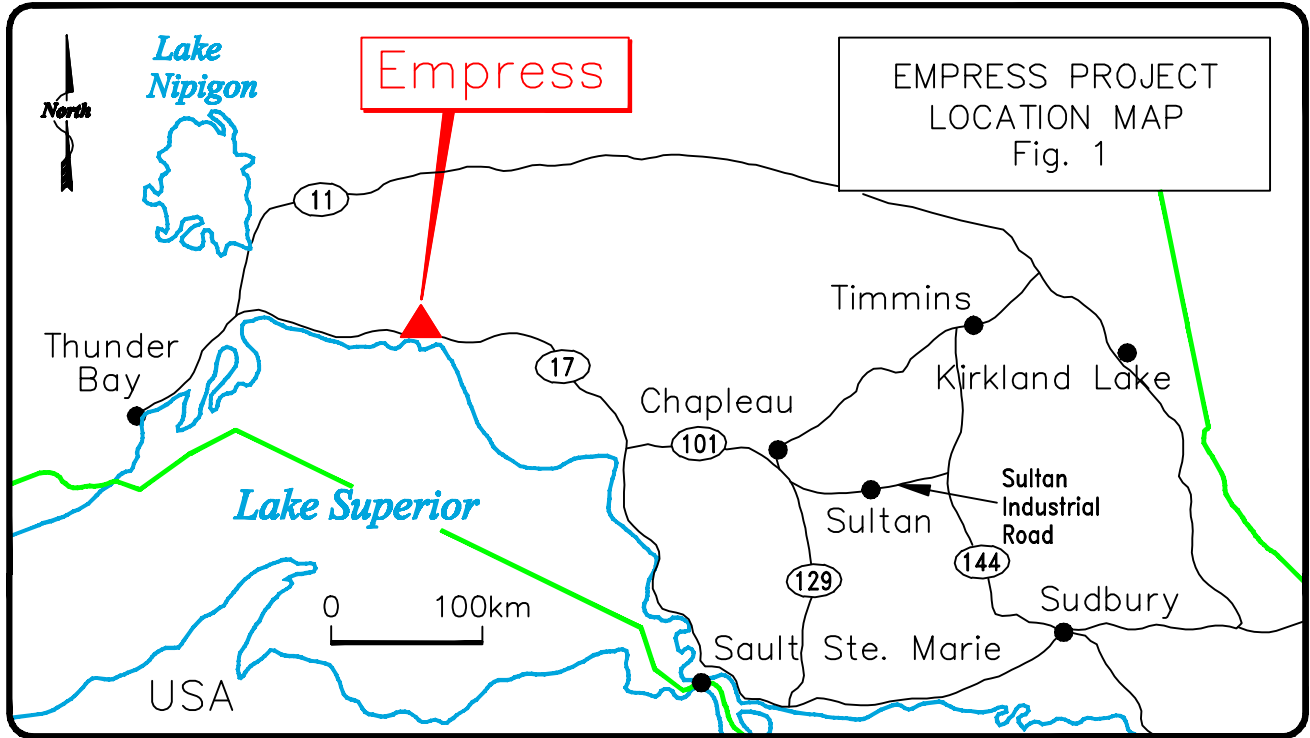 Lake
Nipigon
North
Empress
EMPRESS PROJECT
LOCATION MAP
Fig. 1
11
Timmins
Thunder
Bay
17
Kirkland Lake
Chapleau
101
Sultan
Industrial
Road
Lake Superior
Sultan
144
129
0 100km
Sudbury
Sault Ste. Marie
USA